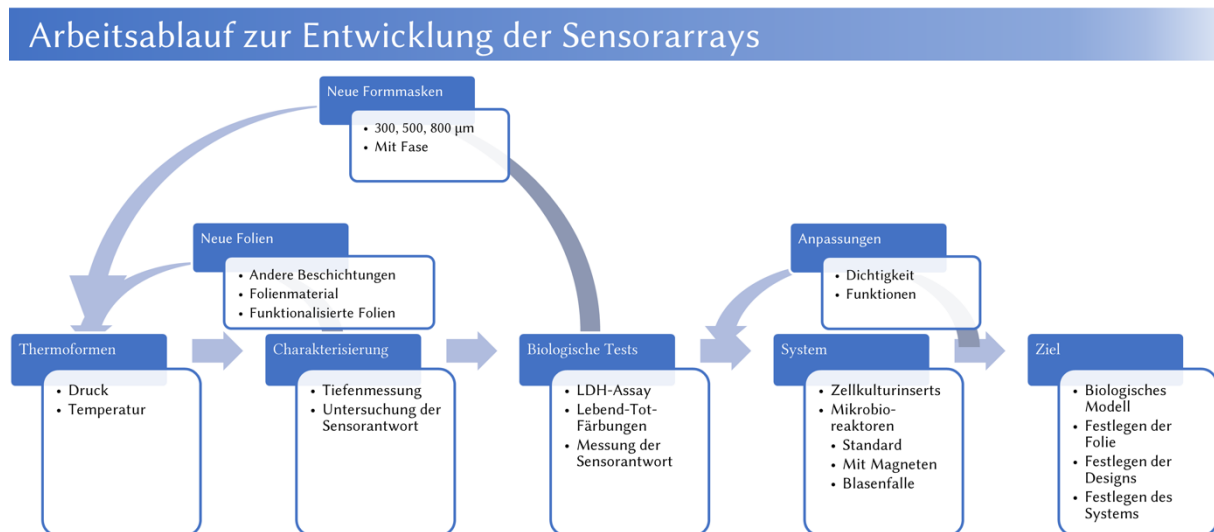 Arbeitsablauf zur Entwicklung der Sensorarrays
Neue Formmasken
• 300, 500, 800 µm
• Mit Fase
Neue Folien
• Andere Beschichtungen
• Folienmaterial
• Funktionalisierte Folien
Anpassungen
• Dichtigkeit
• Funktionen
Thermoformen
• Druck
• Temperatur
Charakterisierung
• Tiefenmessung
• Untersuchung der
Sensorantwort
Biologische Tests
• LDH-Assay
• Lebend-Tot-
Färbungen
• Messung der
Sensorantwort
System
• Zellkulturinserts
• Mikrobio-
reaktoren
• Standard
• Mit Magneten
• Blasenfalle
Ziel
• Biologisches
Modell
• Festlegen der
Folie
• Festlegen der
Designs
• Festlegen des
Systems